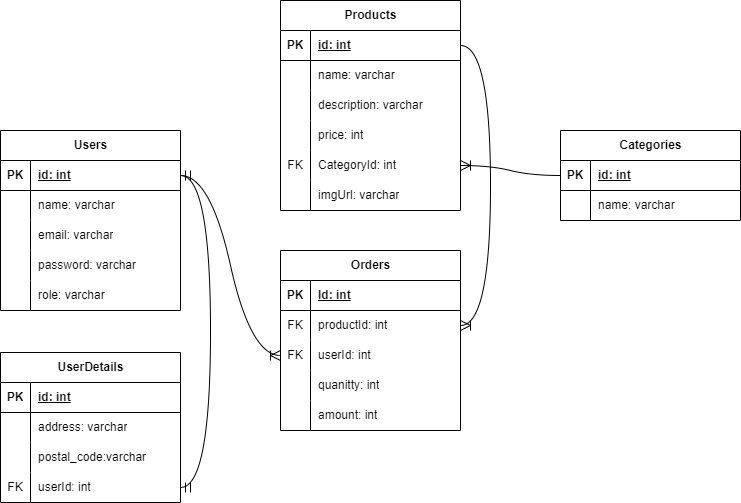 Products
PK id: int
name: varchar
description: varchar
price: int
FK CategoryId: int
imgUrl: varchar
Users
PK id: int
name: varchar
email: varchar
password: varchar
role: varchar
Categories
PK id: int
name: varchar
Orders
PK Id: int
FK productId: int
FK userId: int
quanitty: int
amount: int
UserDetails
PK id: int
address: varchar
postal_code:varchar
FK userId: int